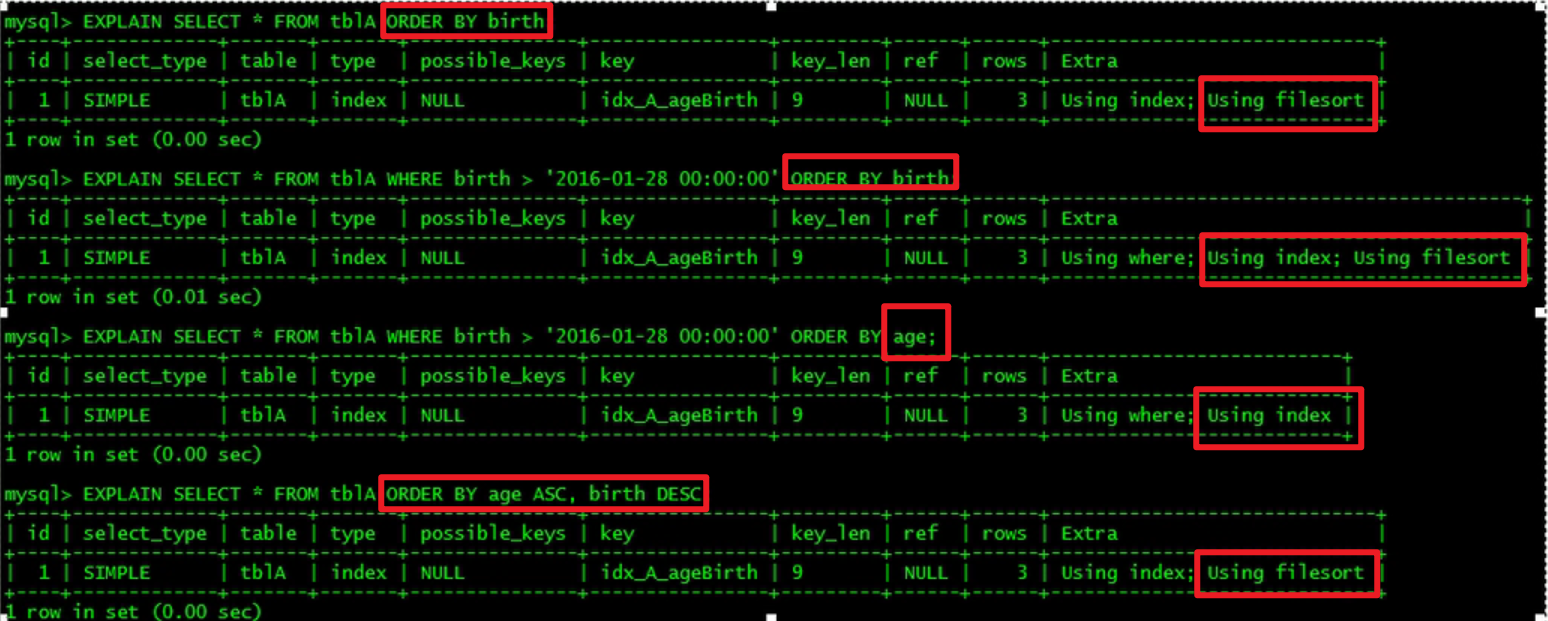 mysql> EXPLAIN SELECT * FROM tblA ORDER BY birth
+----+-------------+-------+-------+---------------+----------------+---------+------+------+-----------------------------+
| id | select_type | table | type | possible_keys | key | key_len | ref | rows | Extra |
| 1 | SIMPLE | tblA | index | NULL | idx_A_ageBirth | 9 | NULL | 3 | Using index; Using filesort |
1 row in set (0.00 sec)
mysql> EXPLAIN SELECT * FROM tblA WHERE birth > '2016-01-28 00:00:00' ORDER BY birth
| id | select_type | table | type | possible_keys | key | key_len | ref | rows | Extra |
| 1 | SIMPLE | tblA | index | NULL | idx_A_ageBirth | 9 | NULL | 3 | Using where; Using index; Using filesort |
1 row in set (0.01 sec)
mysql> EXPLAIN SELECT * FROM tblA WHERE birth > '2016-01-28 00:00:00' ORDER BY age;
| id | select_type | table | type | possible_keys | key | key_len | ref | rows | Extra |
| 1 | SIMPLE | tblA | index | NULL | idx_A_ageBirth | 9 | NULL | 3 | Using where; Using index |
1 row in set (0.00 sec)
mysql> EXPLAIN SELECT * FROM tblA ORDER BY age ASC, birth DESC
| id | select_type | table | type | possible_keys | key | key_len | ref | rows | Extra |
| 1 | SIMPLE | tblA | index | NULL | idx_A_ageBirth | 9 | NULL | 3 | Using index; Using filesort |
1 row in set (0.00 sec)